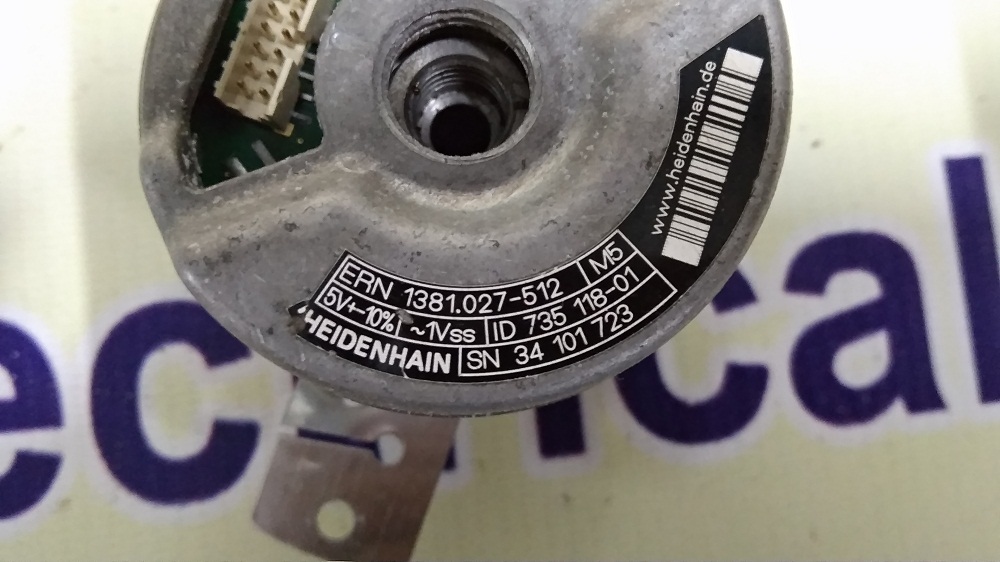 ERN 1381.027-512 M5
5V+-10% ~1Vss ID 735 118-01
HEIDENHAIN SN 34 101 723
www.heidenhain.de
ectrical